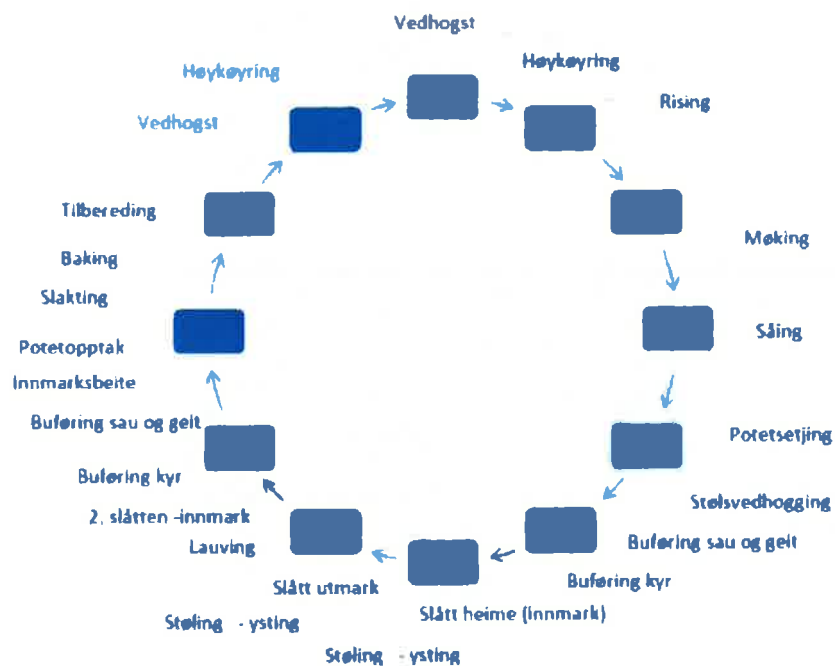 Vedhogst
Høykøyring
Rising
Møking
Såing
Potetsetjing
Stølsvedhogging
Buføring sau og geit
Buføring kyr
Slått heime (innmark)
Støling - ysting
Slått utmark
Støling - ysting
Lauving
2, slåtten -innmark
Buføring kyr
Buføring sau og geit
Innmarksbeite
Potetopptak
Slakting
Baking
Tilbereding
Vedhogst
Høykøyring